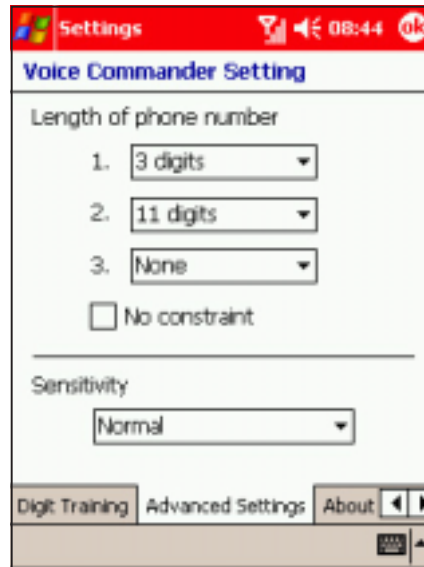 Settings 08:44 ok
Voice Commander Setting
Length of phone number
1. 3 digits
2. 11 digits
3. None
No constraint
Sensitivity
Normal
Digit Training Advanced Settings About